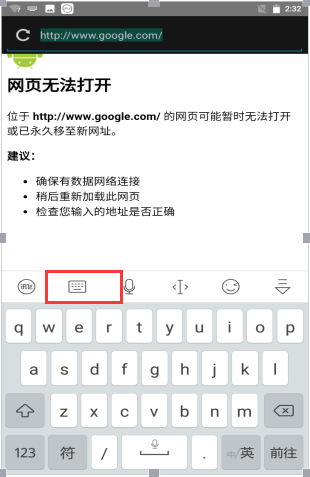 2:32
http://www.google.com/
网页无法打开
位于 http://www.google.com/ 的网页可能暂时无法打开
或已永久移至新网址。
建议：
确保有数据网络连接
稍后重新加载此网页
检查您输入的地址是否正确
q w e r t y u i o p
a s d f g h j k l
z x c v b n m
123 符 / . 中/英 前往